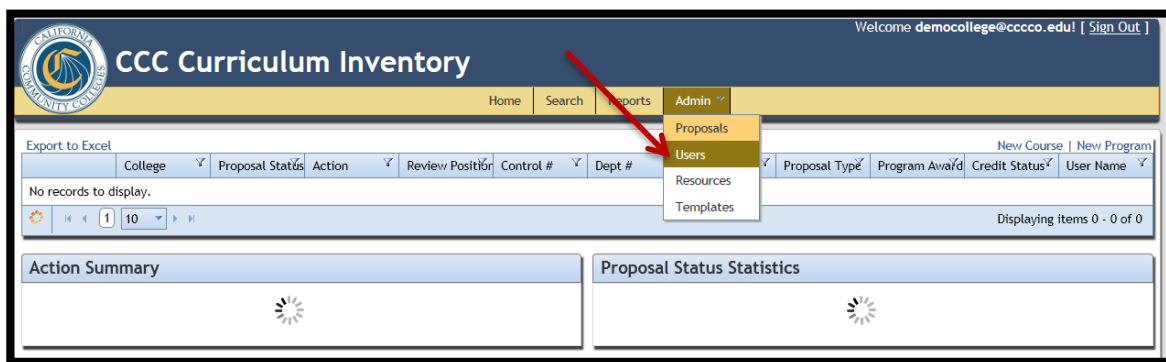 Welcome democollege@cccco.edu! [ Sign Out ]
CALIFORNIA
COMMUNITY COLLEGES
CCC Curriculum Inventory
Home Search Reports Admin
Proposals
Users
Resources
Templates
Export to Excel
New Course | New Program
College Proposal Status Action Review Position Control # Dept # Proposal Type Program Award Credit Status User Name
No records to display.
1 10
Displaying items 0 - 0 of 0
Action Summary
Proposal Status Statistics